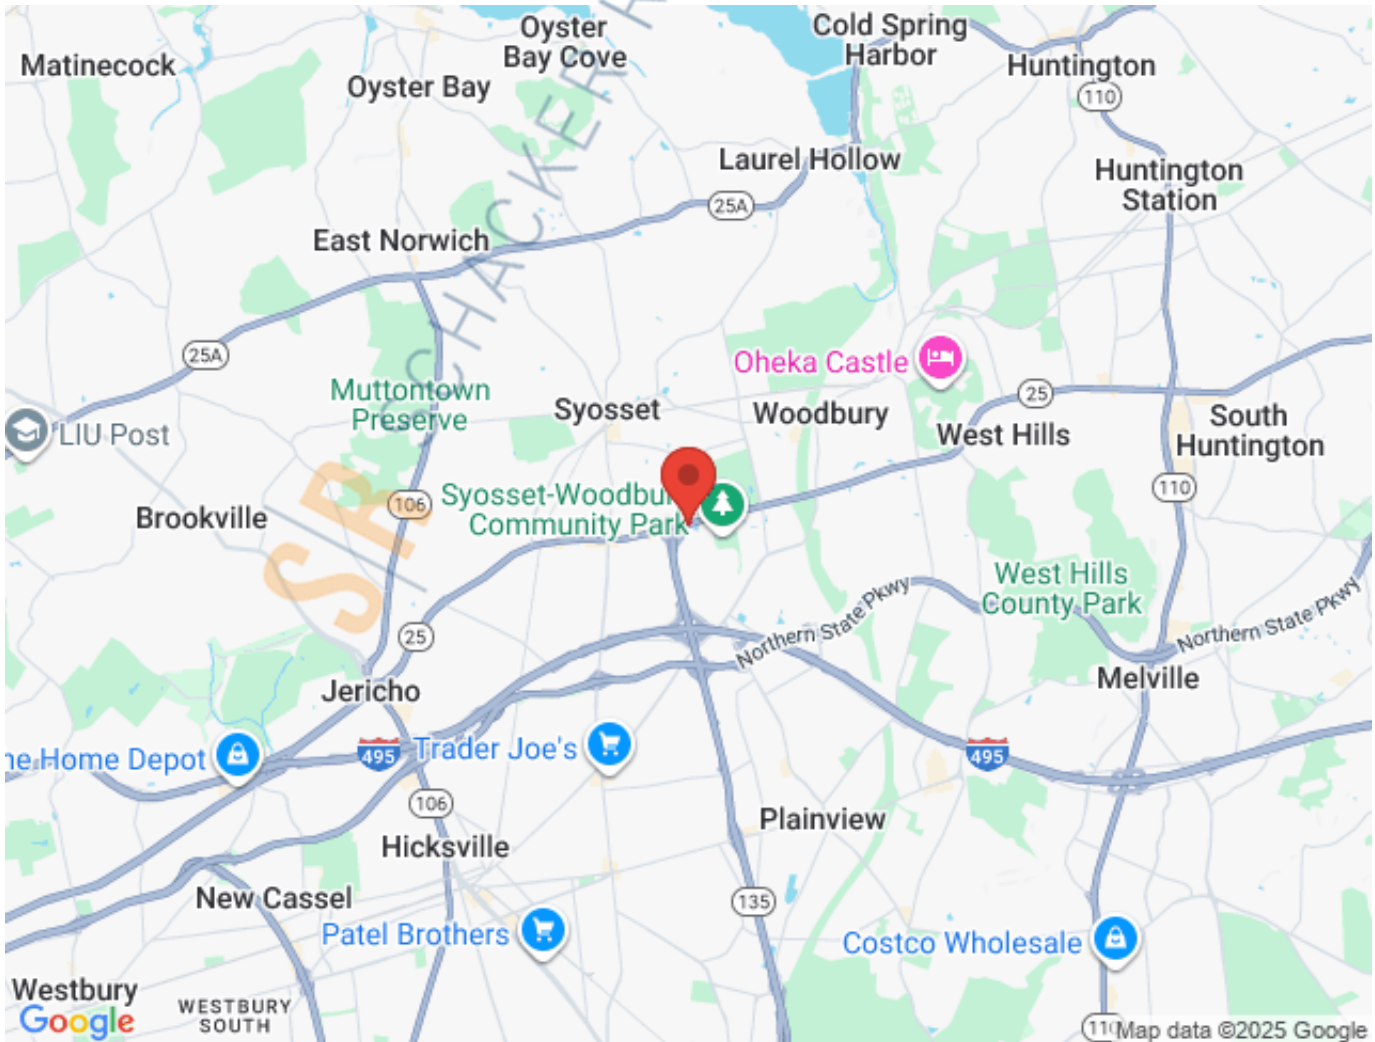 Oyster
Bay Cove
Cold Spring
Harbor
Matinecock
Huntington
Oyster Bay
110
Laurel Hollow
Huntington
Station
25A
East Norwich
25A
Oheka Castle
Muttontown
Preserve
25
Syosset
Woodbury
LIU Post
West Hills
South
Huntington
110
106
Syosset-Woodbury
Community Park
Brookville
West Hills
County Park
Northern State Pkwy
Northern State Pkwy
25
Jericho
Melville
Trader Joe's
495
495
Home Depot
106
Plainview
Hicksville
New Cassel
135
Patel Brothers
Costco Wholesale
Westbury
WESTBURY
SOUTH
Google
110
Map data ©2025 Google